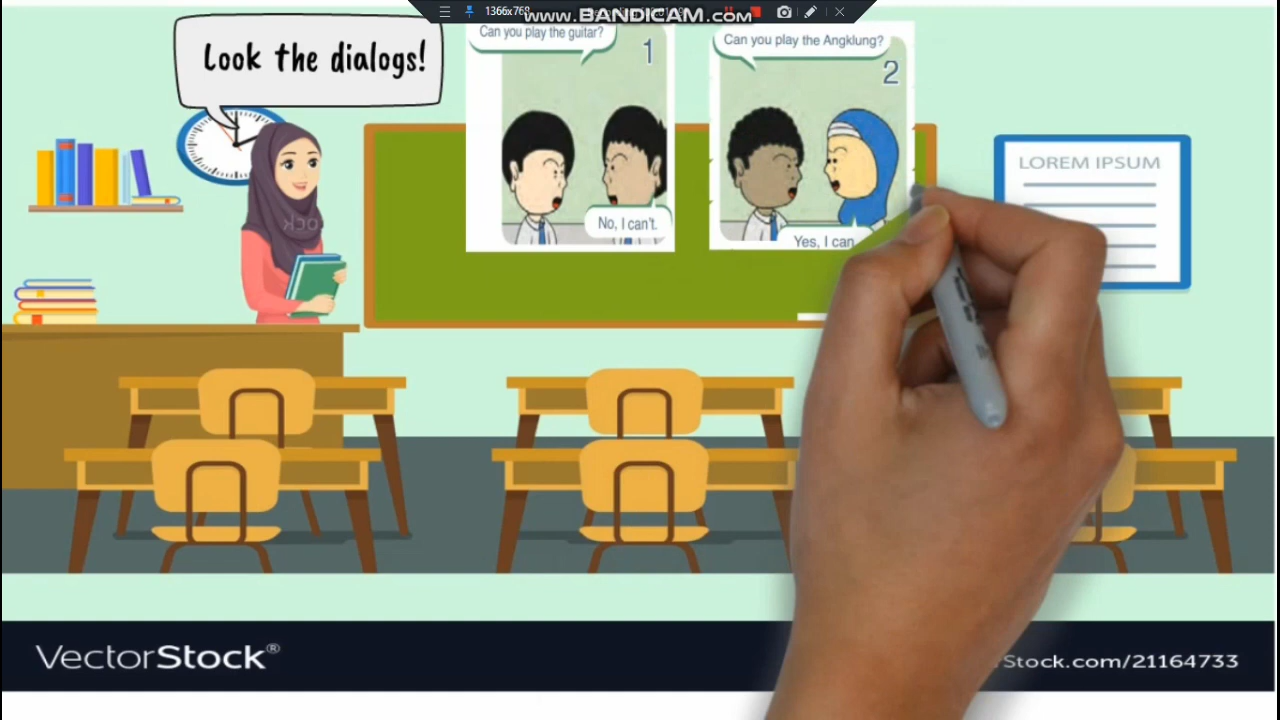 1366x768
www.BANDICAM.com
Look the dialogs!
Can you play the guitar?
1
No, I can't.
Can you play the Angklung?
2
Yes, I can
LOREM IPSUM
VectorStock®
Stock.com/21164733